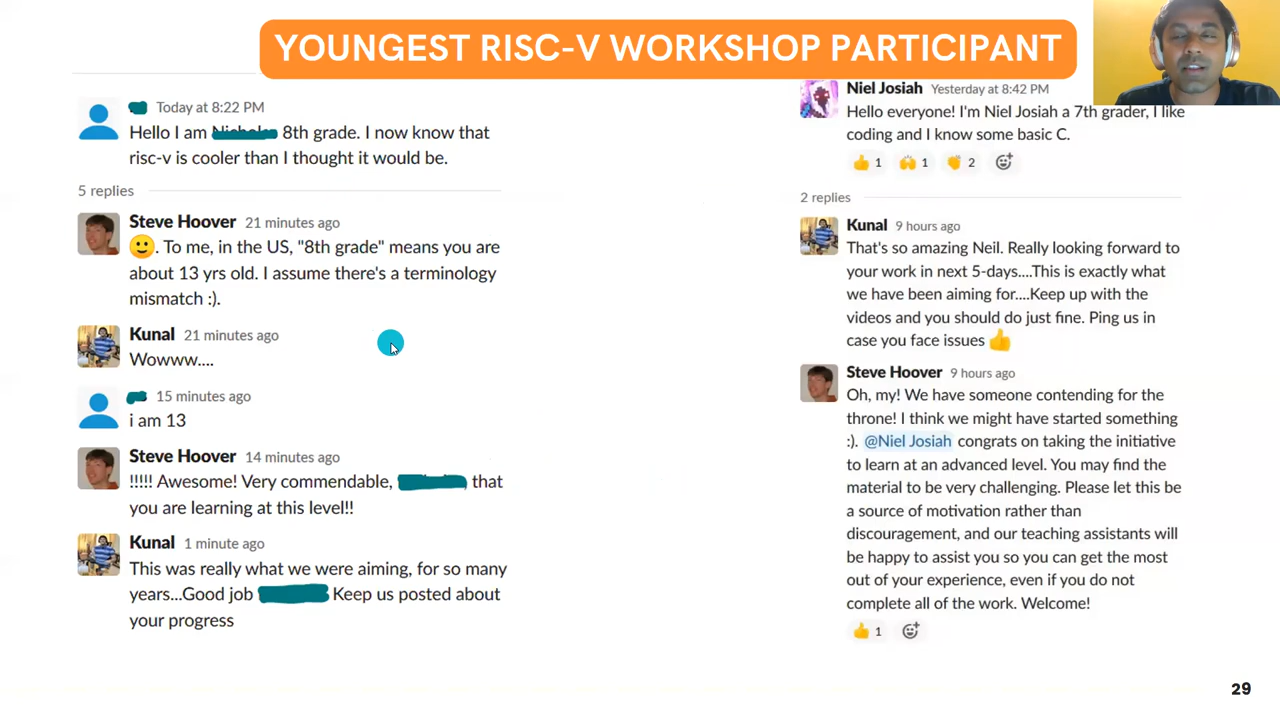 YOUNGEST RISC-V WORKSHOP PARTICIPANT
Today at 8:22 PM
Hello I am 8th grade. I now know that
risc-v is cooler than I thought it would be.
5 replies
Steve Hoover 21 minutes ago
🙂. To me, in the US, "8th grade" means you are
about 13 yrs old. I assume there's a terminology
mismatch :).
Kunal 21 minutes ago
Wowww....
15 minutes ago
i am 13
Steve Hoover 14 minutes ago
!!!!! Awesome! Very commendable, that
you are learning at this level!!
Kunal 1 minute ago
This was really what we were aiming, for so many
years...Good job Keep us posted about
your progress
Niel Josiah Yesterday at 8:42 PM
Hello everyone! I'm Niel Josiah a 7th grader, I like
coding and I know some basic C.
👍 1 🙌 1 👏 2
2 replies
Kunal 9 hours ago
That's so amazing Neil. Really looking forward to
your work in next 5-days....This is exactly what
we have been aiming for....Keep up with the
videos and you should do just fine. Ping us in
case you face issues 👍
Steve Hoover 9 hours ago
Oh, my! We have someone contending for the
throne! I think we might have started something
:). @Niel Josiah congrats on taking the initiative
to learn at an advanced level. You may find the
material to be very challenging. Please let this be
a source of motivation rather than
discouragement, and our teaching assistants will
be happy to assist you so you can get the most
out of your experience, even if you do not
complete all of the work. Welcome!
👍 1
29